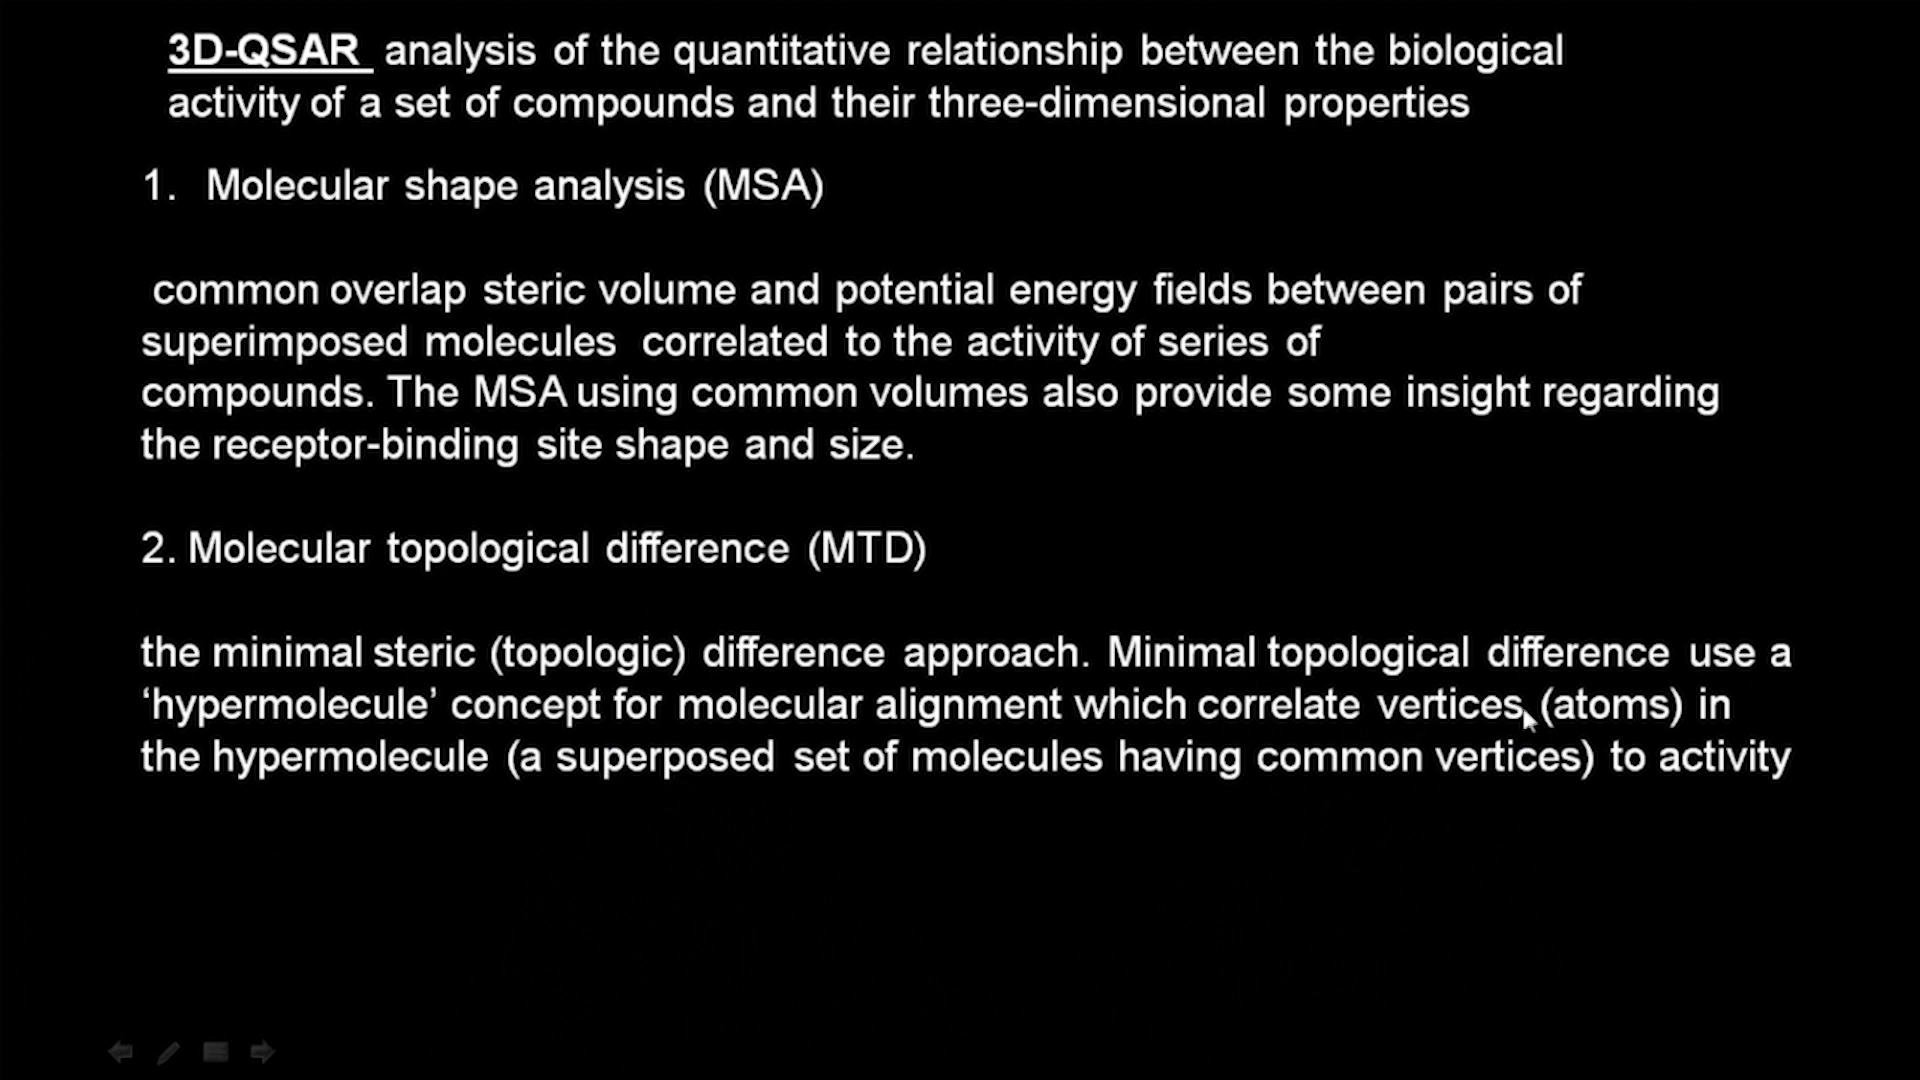 3D-QSAR analysis of the quantitative relationship between the biological
activity of a set of compounds and their three-dimensional properties
1. Molecular shape analysis (MSA)
common overlap steric volume and potential energy fields between pairs of
superimposed molecules correlated to the activity of series of
compounds. The MSA using common volumes also provide some insight regarding
the receptor-binding site shape and size.
2. Molecular topological difference (MTD)
the minimal steric (topologic) difference approach. Minimal topological difference use a
‘hypermolecule’ concept for molecular alignment which correlate vertices (atoms) in
the hypermolecule (a superposed set of molecules having common vertices) to activity